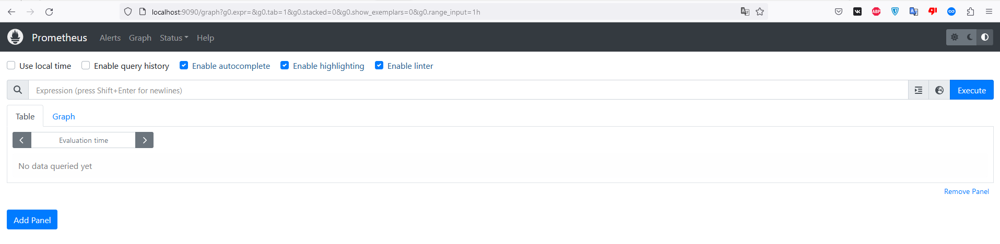 localhost:9090/graph?g0.expr=&g0.tab=1&g0.stacked=0&g0.show_exemplars=0&g0.range_input=1h
ABP
Prometheus Alerts Graph Status Help
Use local time Enable query history Enable autocomplete Enable highlighting Enable linter
Expression (press Shift+Enter for newlines) Execute
Table Graph
Evaluation time
No data queried yet
Remove Panel
Add Panel